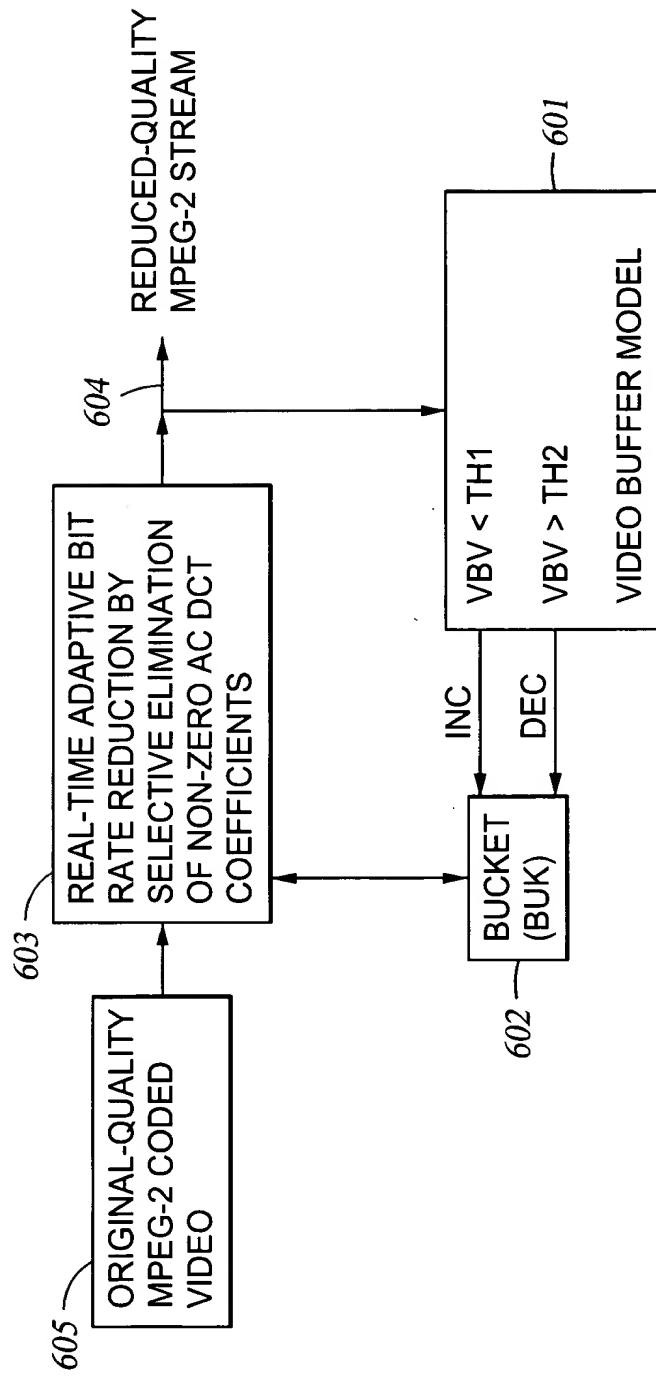 605
ORIGINAL-QUALITY
MPEG-2 CODED
VIDEO
603
REAL-TIME ADAPTIVE BIT
RATE REDUCTION BY
SELECTIVE ELIMINATION
OF NON-ZERO AC DCT
COEFFICIENTS
604
REDUCED-QUALITY
MPEG-2 STREAM
602
BUCKET
(BUK)
INC
DEC
601
VBV < TH1
VBV > TH2
VIDEO BUFFER MODEL